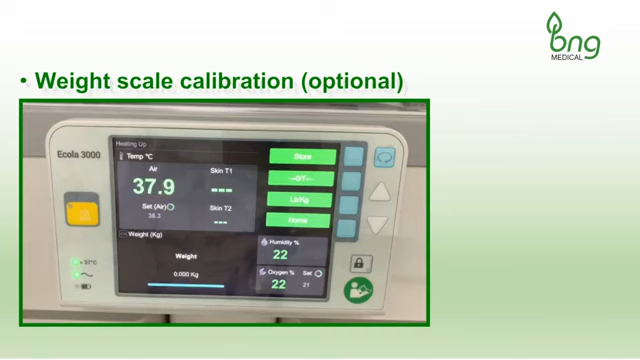 bng
MEDICAL
• Weight scale calibration (optional)
Heating Up
Ecola 3000
Temp °C
Air
37.9
Skin T1
---
Set (Air)
38.3
Skin T2
---
Store
→0/T←
Lb/Kg
Home
Weight (Kg)
Weight
0.000 Kg
Humidity %
22
Oxygen %
Set
22
21
> 37°C